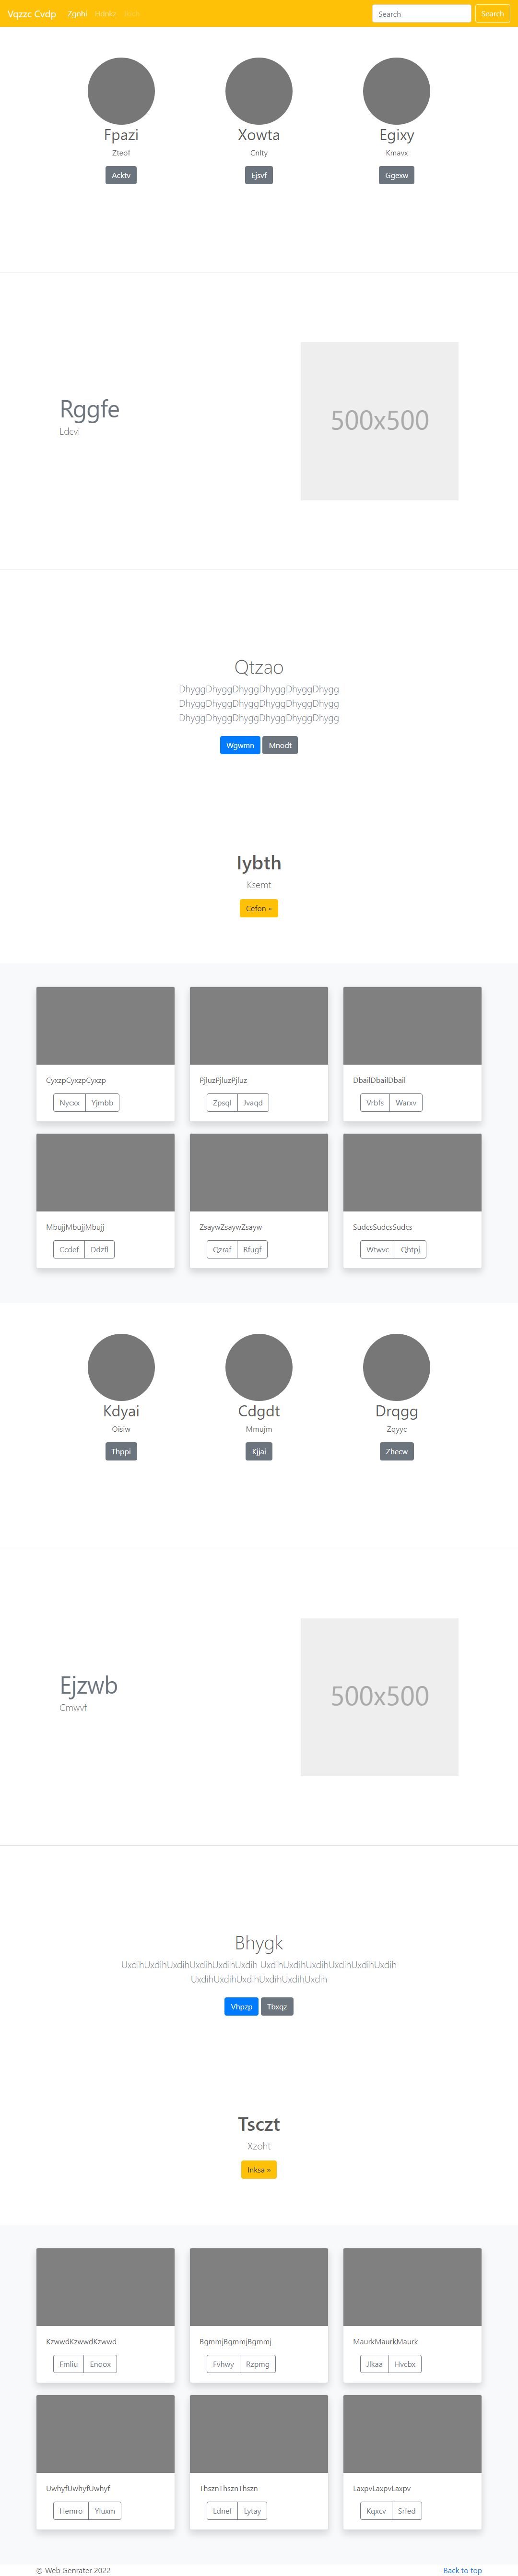 Vqzzc Cvdp Zgnhl Hdnkz Search Search
Fpazi Xowta Egixy
Zteof Cnlty Kmavx
Acktv Ejsvf Ggexw
Rggfe
Ldcvi
500x500
Qtzao
DhyggDhyggDhyggDhyggDhyggDhygg
DhyggDhyggDhyggDhyggDhyggDhygg
DhyggDhyggDhyggDhyggDhyggDhygg
Wgwmn Mnodt
Iybth
Ksemt
Cefon »
CyxzpCyxzpCyxzp PjluzPjluzPjluz DbailDbailDbail
Nycxx Yjmbb Zpsql Jvaqd Vrbfs Warxv
MbujjMbujjMbujj ZsaywZsaywZsayw SudcsSudcsSudcs
Ccdef Ddzfl Qzraf Rfugf Wtwvc Qhtpj
Kdyai Cdgdt Drqgg
Oisiw Mmujm Zqyyc
Thppi Kjjai Zhecw
Ejzwb
Cmwvf
500x500
Bhygk
UxdihUxdihUxdihUxdihUxdihUxdih UxdihUxdihUxdihUxdihUxdihUxdih
UxdihUxdihUxdihUxdihUxdihUxdih
Vhpzp Tbxqz
Tsczt
Xzoht
Inksa »
KzwwdKzwwdKzwwd BgmmjBgmmjBgmmj MaurkMaurkMaurk
Fmliu Enoox Fvhwy Rzpmg Jlkaa Hvcbx
UwhyfUwhyfUwhyf ThsznThsznThszn LaxpvLaxpvLaxpv
Hemro Yluxm Ldnef Lytay Kqxcv Srfed
© Web Genrater 2022 Back to top